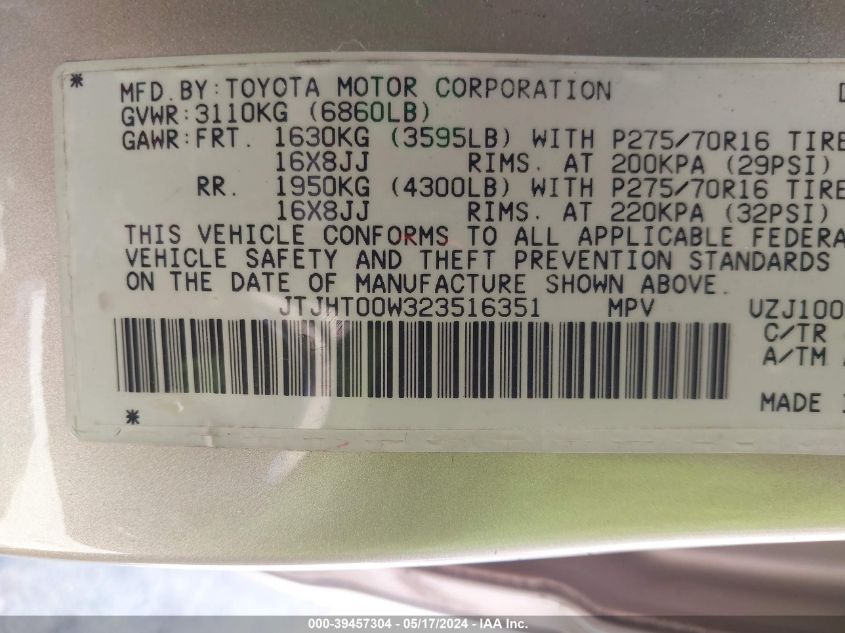 * MFD.BY:TOYOTA MOTOR CORPORATION D
GVWR:3110KG (6860LB)
GAWR:FRT. 1630KG (3595LB) WITH P275/70R16 TIRE
16X8JJ RIMS. AT 200KPA (29PSI)
RR. 1950KG (4300LB) WITH P275/70R16 TIRE
16X8JJ RIMS. AT 220KPA (32PSI)
THIS VEHICLE CONFORMS TO ALL APPLICABLE FEDERA
VEHICLE SAFETY AND THEFT PREVENTION STANDARDS
ON THE DATE OF MANUFACTURE SHOWN ABOVE.
JTJHT00W323516351 MPV UZJ100
C/TR
A/TM
* MADE
000-39457304 - 05/17/2024 - IAA Inc.